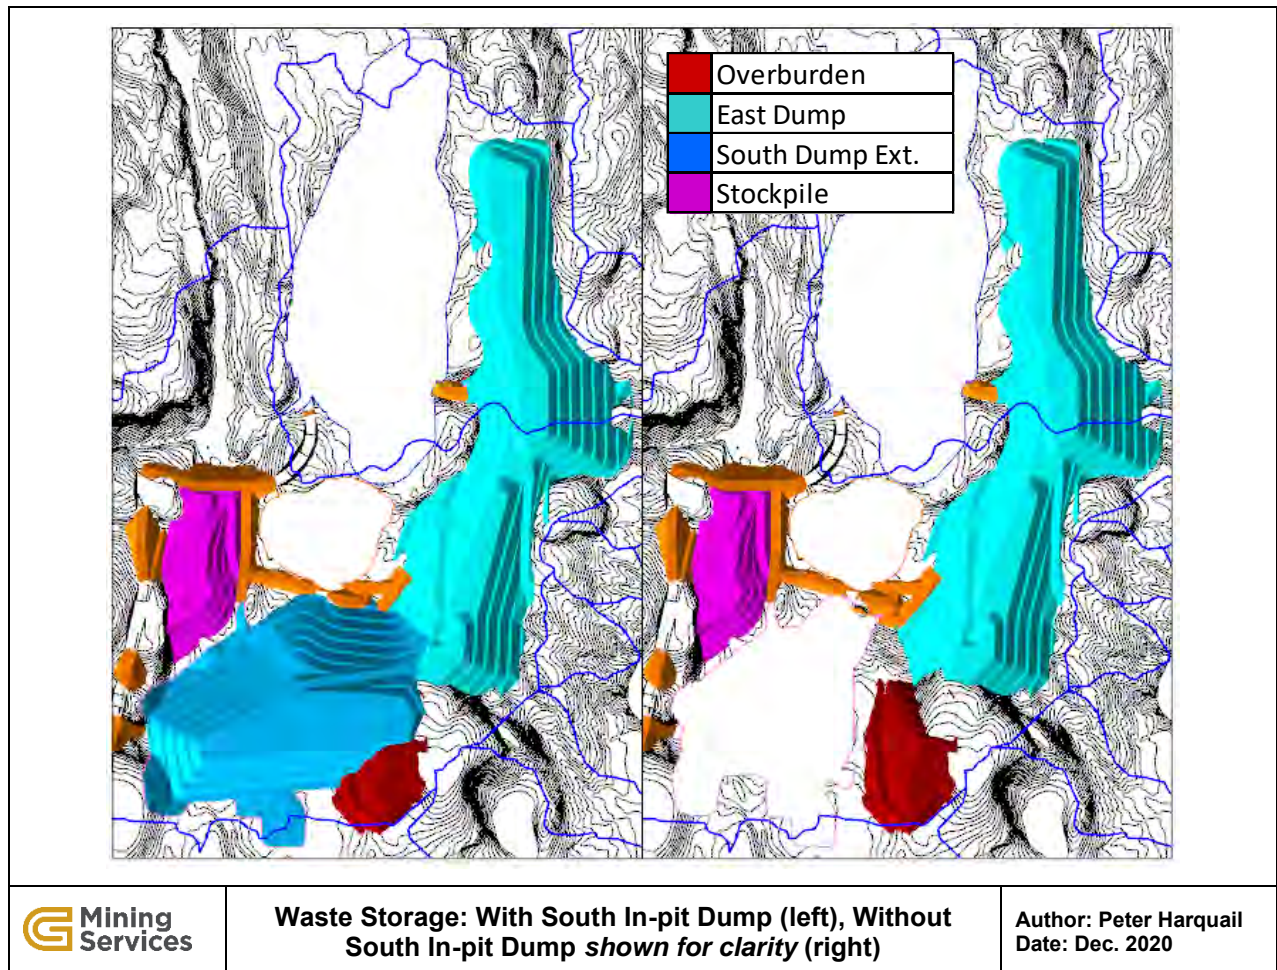 Overburden
East Dump
South Dump Ext.
Stockpile
G Mining
Services
Waste Storage: With South In-pit Dump (left), Without
South In-pit Dump shown for clarity (right)
Author: Peter Harquail
Date: Dec. 2020